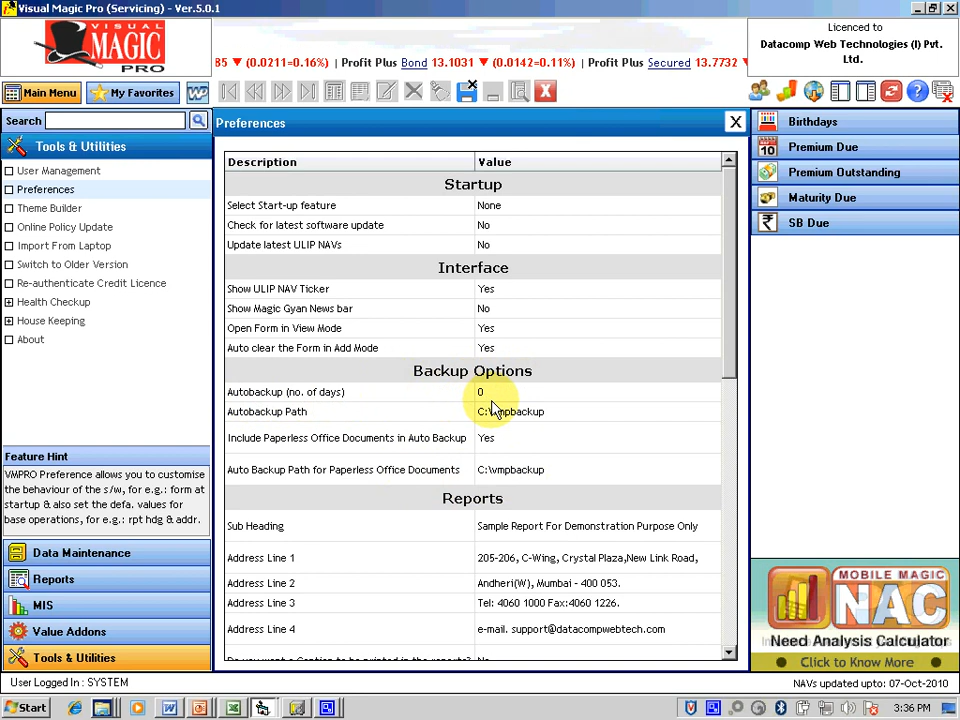 Visual Magic Pro (Servicing) - Ver.5.0.1
VISUAL
MAGIC
PRO
85 ▼ (0.0211=0.16%) | Profit Plus Bond 13.1031 ▼ (0.0142=0.11%) | Profit Plus Secured 13.7732
Licenced to
Datacomp Web Technologies (I) Pvt.
Ltd.
Main Menu
My Favorites
Search
Preferences
X
Tools & Utilities
User Management
Preferences
Theme Builder
Online Policy Update
Import From Laptop
Switch to Older Version
Re-authenticate Credit Licence
Health Checkup
House Keeping
About
Feature Hint
VMPRO Preference allows you to customise
the behaviour of the s/w, for e.g.: form at
startup & also set the defa. values for
base operations, for e.g.: rpt hdg & addr.
Data Maintenance
Reports
MIS
Value Addons
Tools & Utilities
Description Value
Startup
Select Start-up feature None
Check for latest software update No
Update latest ULIP NAVs No
Interface
Show ULIP NAV Ticker Yes
Show Magic Gyan News bar No
Open Form in View Mode Yes
Auto clear the Form in Add Mode Yes
Backup Options
Autobackup (no. of days) 0
Autobackup Path C:\vmpbackup
Include Paperless Office Documents in Auto Backup Yes
Auto Backup Path for Paperless Office Documents C:\vmpbackup
Reports
Sub Heading Sample Report For Demonstration Purpose Only
Address Line 1 205-206, C-Wing, Crystal Plaza,New Link Road,
Address Line 2 Andheri(W), Mumbai - 400 053.
Address Line 3 Tel: 4060 1000 Fax:4060 1226.
Address Line 4 e-mail. support@datacompwebtech.com
Do you want a Caption to be printed in the reports? No
Birthdays
Premium Due
Premium Outstanding
Maturity Due
SB Due
MOBILE MAGIC
NAC
Need Analysis Calculator
Click to Know More
User Logged In : SYSTEM
NAVs updated upto: 07-Oct-2010
Start
3:36 PM